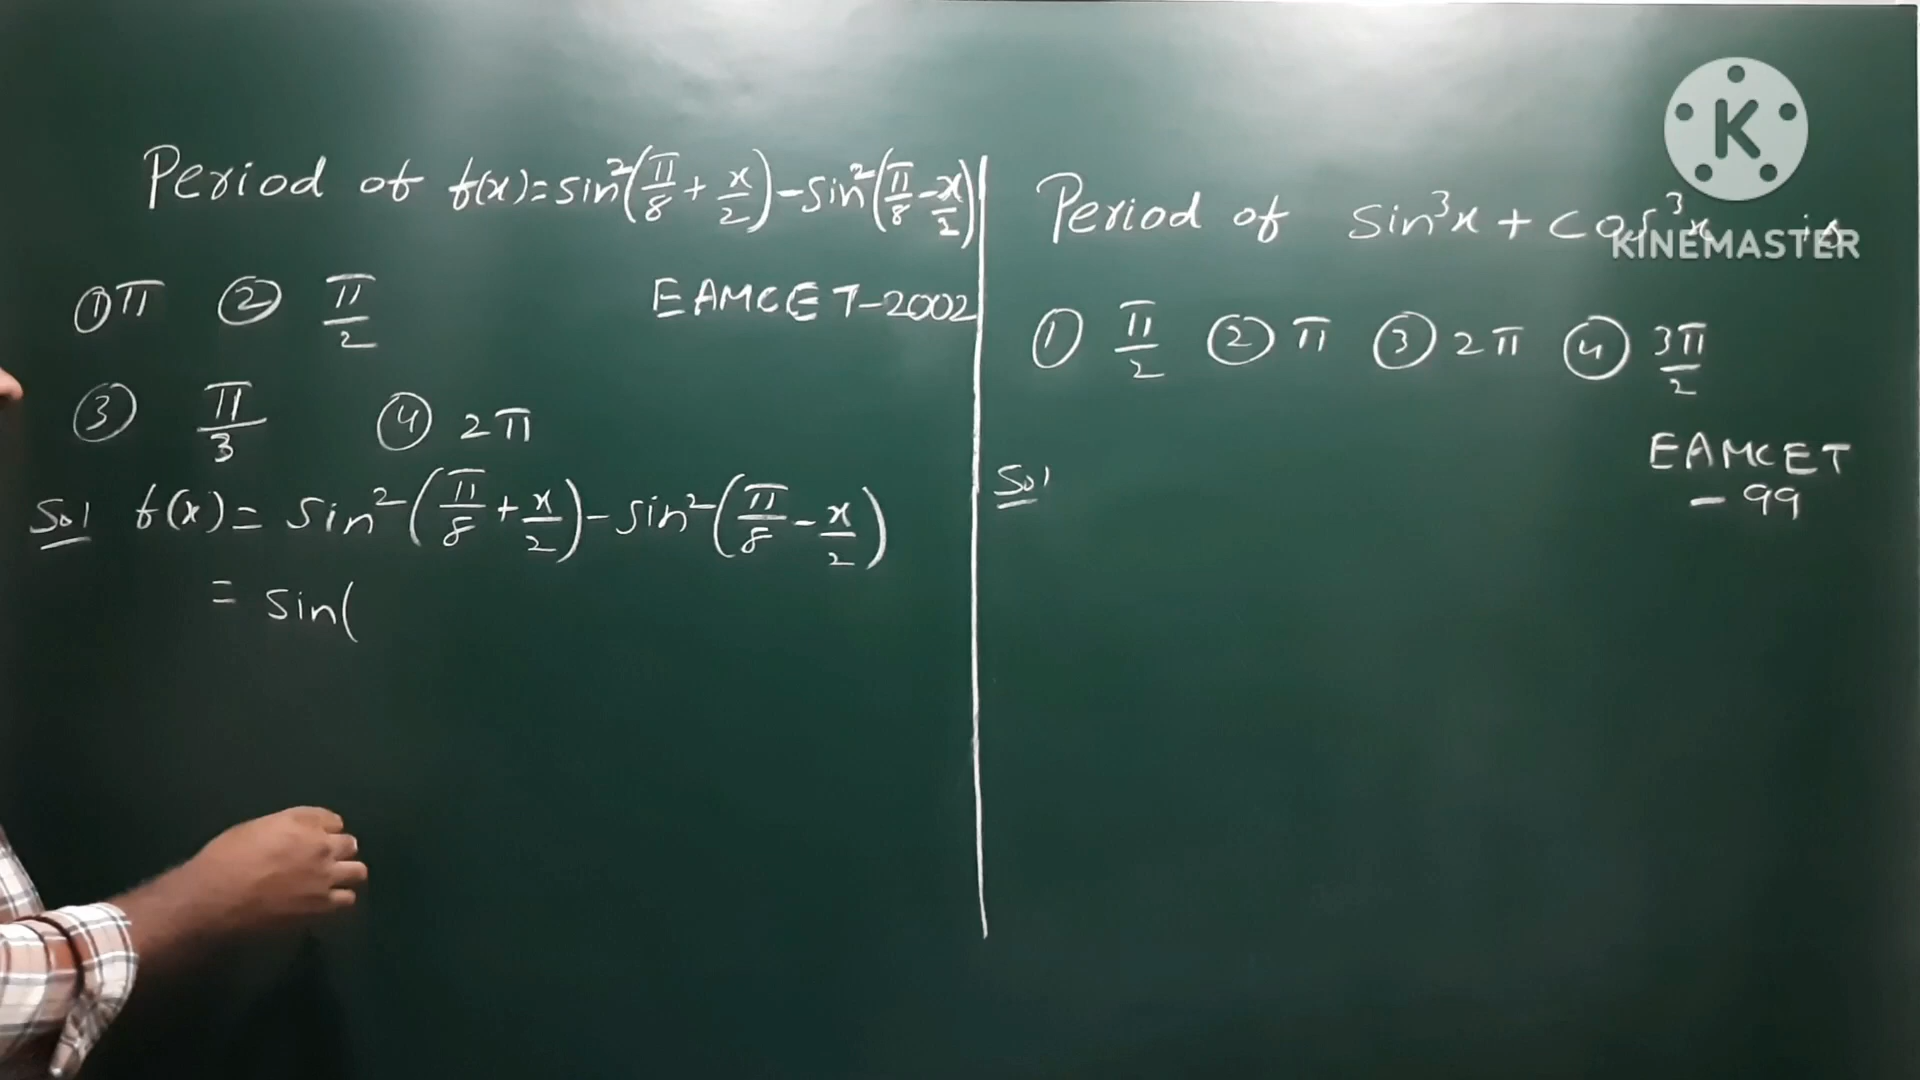 Period of f(x)=sin²(π/8 + x/2)-sin²(π/8 - x/2)
① π ② π/2
EAMCET-2002
③ π/3 ④ 2π
Sol f(x) = sin²(π/8 + x/2) - sin²(π/8 - x/2)
= sin(
Period of sin³x + cos³x is
① π/2 ② π ③ 2π ④ 3π/2
EAMCET
- 99
Sol
K
KINEMASTER